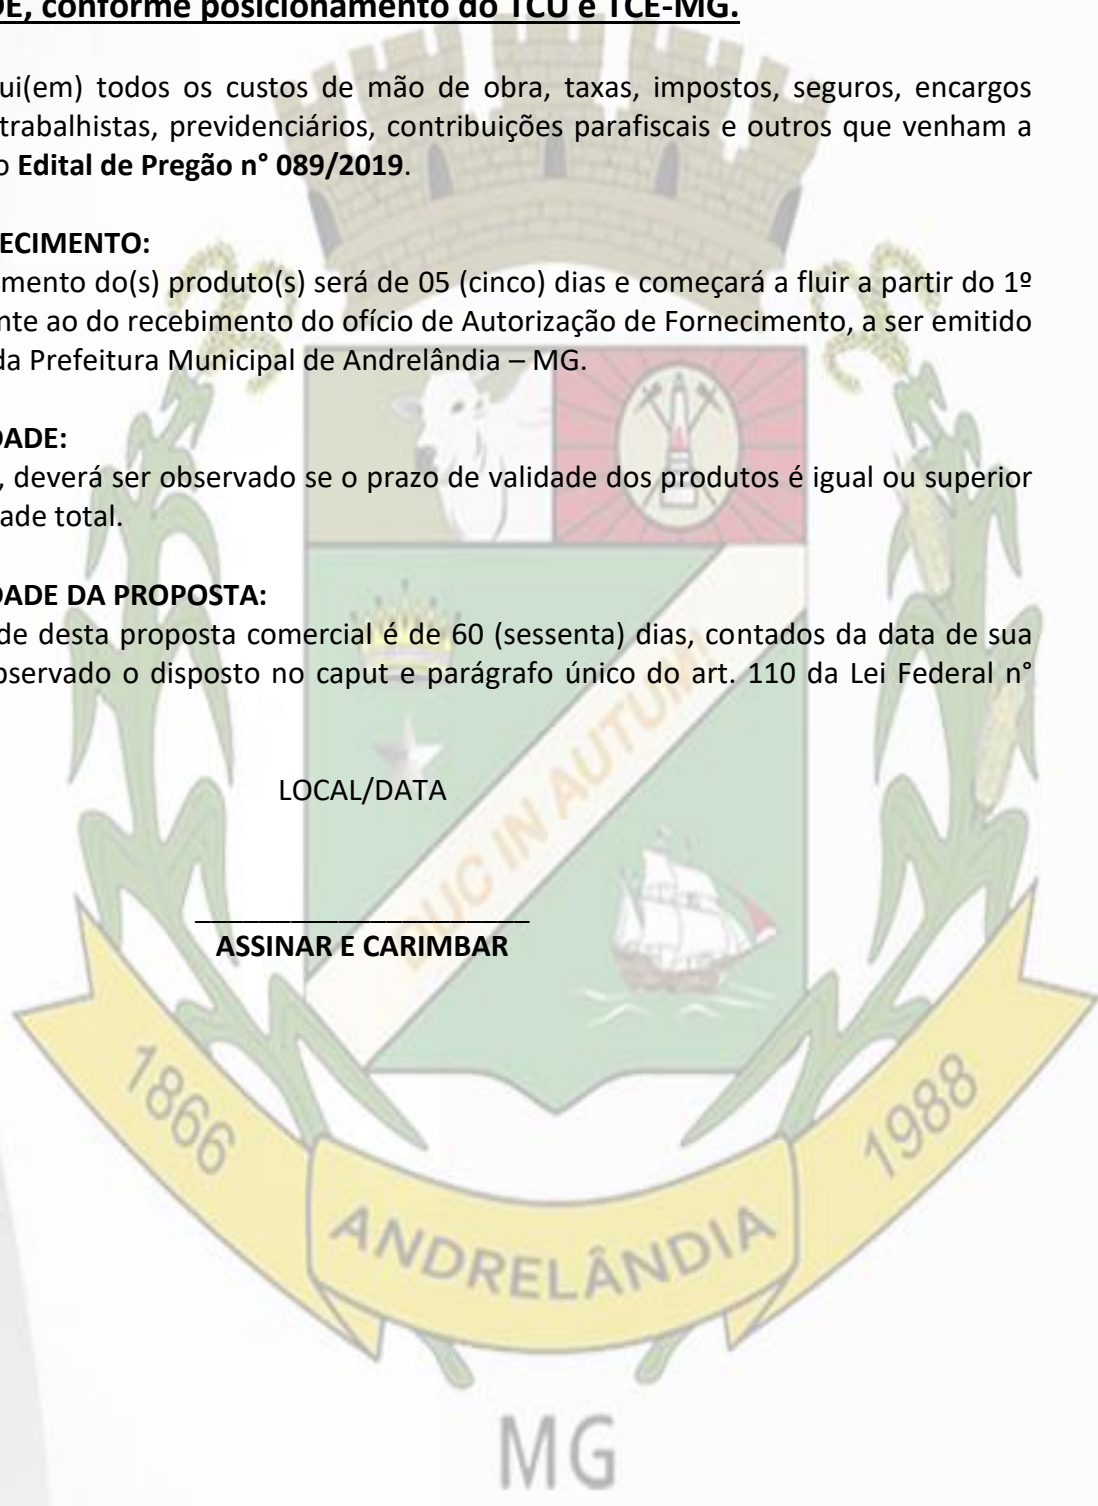 DE, conforme posicionamento do TCU e TCE-MG.
ui(em) todos os custos de mão de obra, taxas, impostos, seguros, encargos
trabalhistas, previdenciários, contribuições parafiscais e outros que venham a
o Edital de Pregão n° 089/2019.
ECIMENTO:
mento do(s) produto(s) será de 05 (cinco) dias e começará a fluir a partir do 1º
nte ao do recebimento do ofício de Autorização de Fornecimento, a ser emitido
da Prefeitura Municipal de Andrelândia – MG.
DADE:
, deverá ser observado se o prazo de validade dos produtos é igual ou superior
ade total.
DADE DA PROPOSTA:
de desta proposta comercial é de 60 (sessenta) dias, contados da data de sua
bservado o disposto no caput e parágrafo único do art. 110 da Lei Federal n°
LOCAL/DATA
DUC IN AUTUM
_____________________
ASSINAR E CARIMBAR
1866
1988
ANDRELÂNDIA
MG